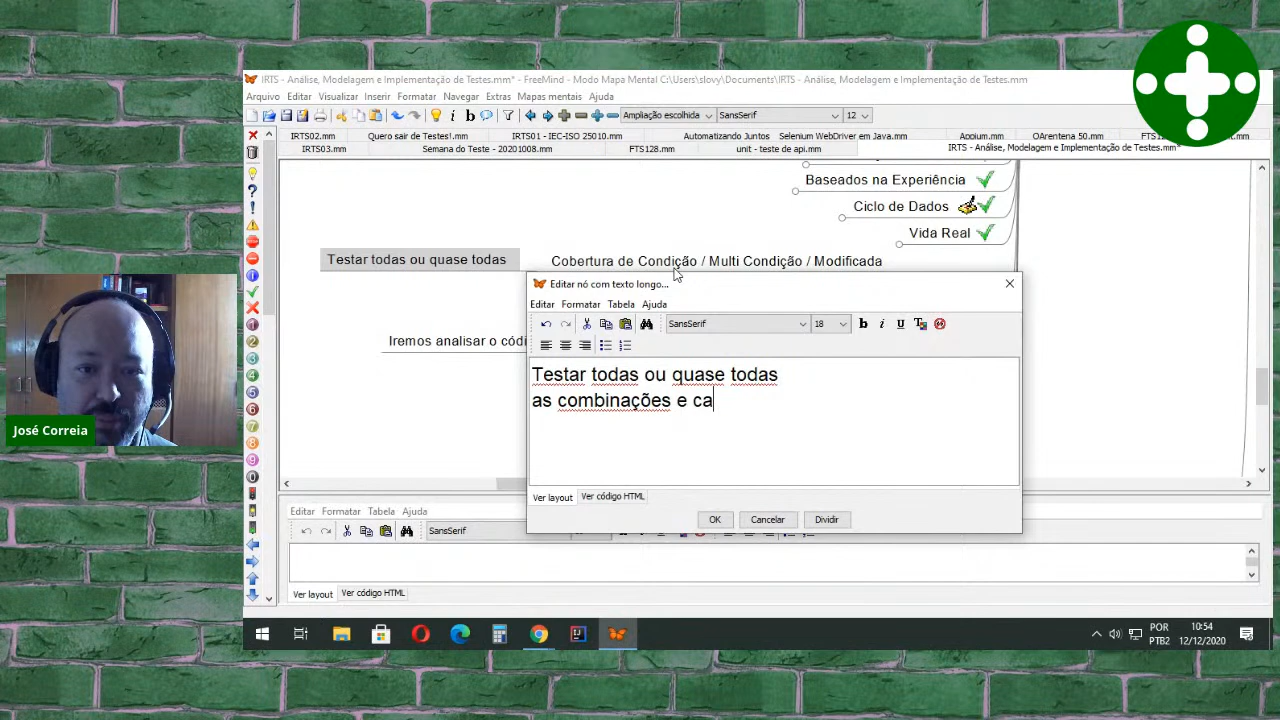 IRTS - Análise, Modelagem e Implementação de Testes.mm* - FreeMind - Modo Mapa Mental C:\Users\slovy\Documents\IRTS - Análise, Modelagem e Implementação de Testes.mm)
Arquivo Editar Visualizar Inserir Formatar Navegar Extras Mapas mentais Ajuda
Ampliação escolhida SansSerif 12
IRTS02.mm Quero sair de Testes!.mm IRTS01 - IEC-ISO 25010.mm Automatizando Juntos Selenium WebDriver em Java.mm Appium.mm QArentena 50.mm
IRTS03.mm Semana do Teste - 20201008.mm FTS128.mm unit - teste de api.mm IRTS - Análise, Modelagem e Implementação de Testes.mm*
Baseados na Experiência
Ciclo de Dados
Vida Real
Testar todas ou quase todas Cobertura de Condição / Multi Condição / Modificada
Iremos analisar o códi
Editar nó com texto longo...
Editar Formatar Tabela Ajuda
SansSerif 18
Testar todas ou quase todas
as combinações e ca
Ver layout Ver código HTML
OK Cancelar Dividir
Editar Formatar Tabela Ajuda
SansSerif
Ver layout Ver código HTML
José Correia
POR
PTB2
10:54
12/12/2020